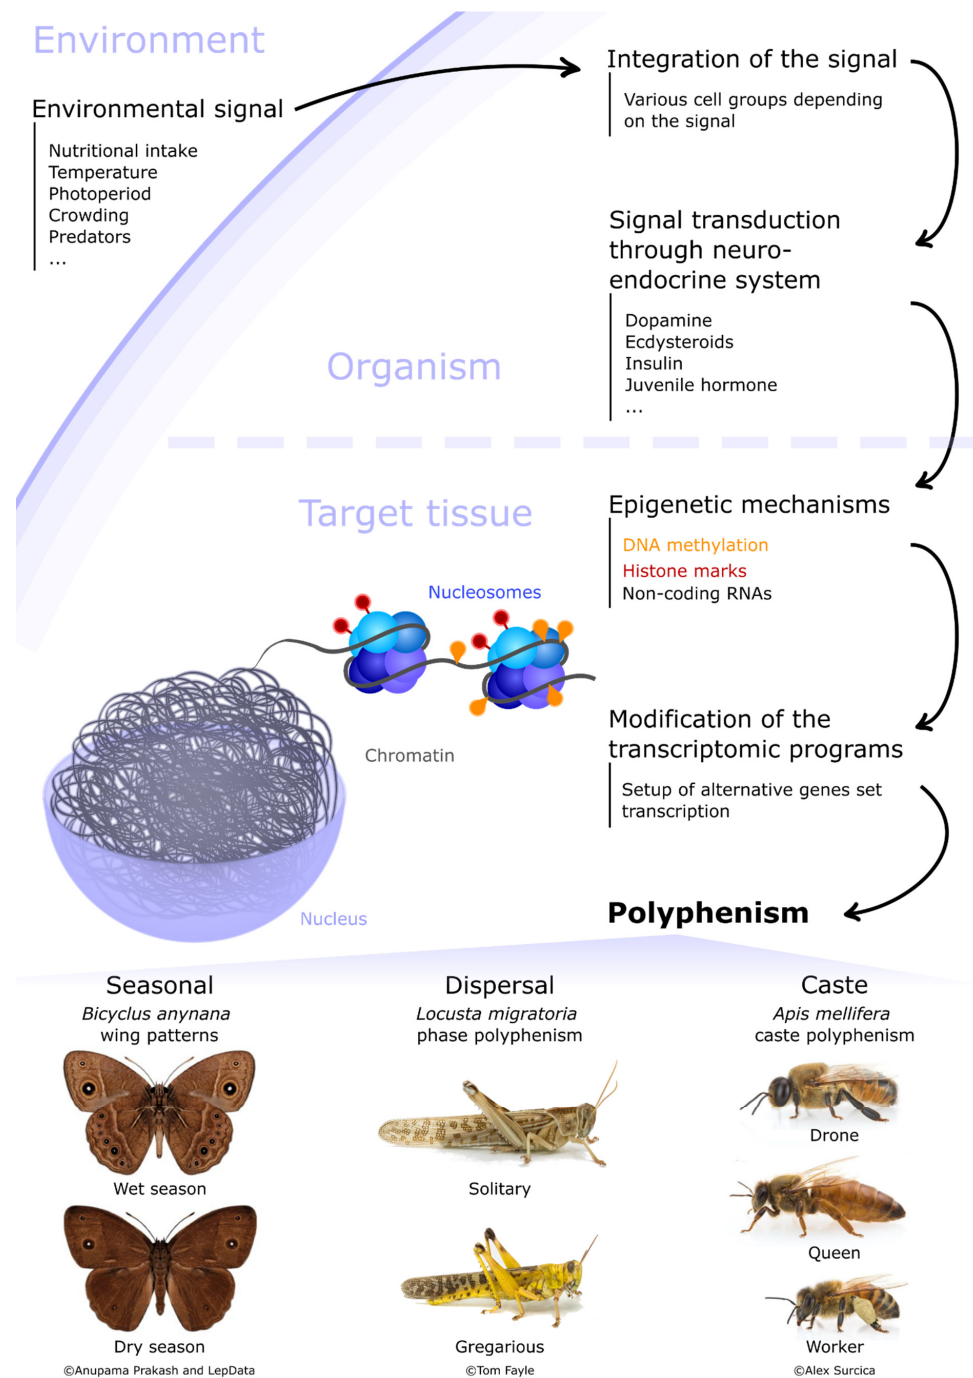 Environment
Environmental signal
Nutritional intake
Temperature
Photoperiod
Crowding
Predators
...
Integration of the signal
Various cell groups depending
on the signal
Signal transduction
through neuro-
endocrine system
Dopamine
Ecdysteroids
Insulin
Juvenile hormone
...
Organism
Target tissue
Epigenetic mechanisms
DNA methylation
Histone marks
Non-coding RNAs
Nucleosomes
Chromatin
Nucleus
Modification of the
transcriptomic programs
Setup of alternative genes set
transcription
Polyphenism
Seasonal
Bicyclus anynana
wing patterns
Wet season
Dry season
©Anupama Prakash and LepData
Dispersal
Locusta migratoria
phase polyphenism
Solitary
Gregarious
©Tom Fayle
Caste
Apis mellifera
caste polyphenism
Drone
Queen
Worker
©Alex Surcica